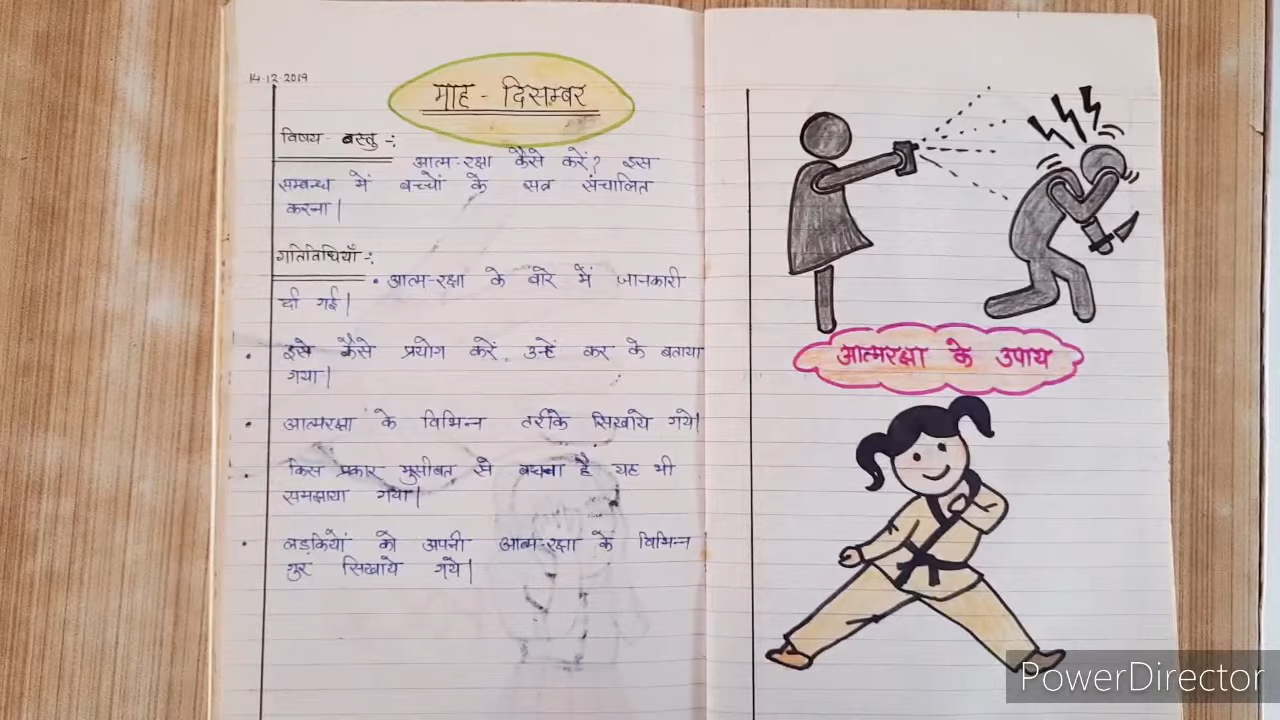 14-12-2019
माह - दिसम्बर
विषय - वस्तु -:
आत्म-रक्षा कैसे करें? इस
सम्बन्ध में बच्चों के सत्र संचालित
करना।
गतिविधियाँ -:
• आत्म-रक्षा के बारे में जानकारी
दी गई।
• इसे कैसे प्रयोग करें, उन्हें कर के बताया
गया।
• आत्मरक्षा के विभिन्न तरीके सिखाये गये।
• किस प्रकार मुसीबत से बचना है यह भी
समझाया गया।
• लड़कियों को अपनी आत्म-रक्षा के विभिन्न
गुर सिखाये गये।
आत्मरक्षा के उपाय
PowerDirector